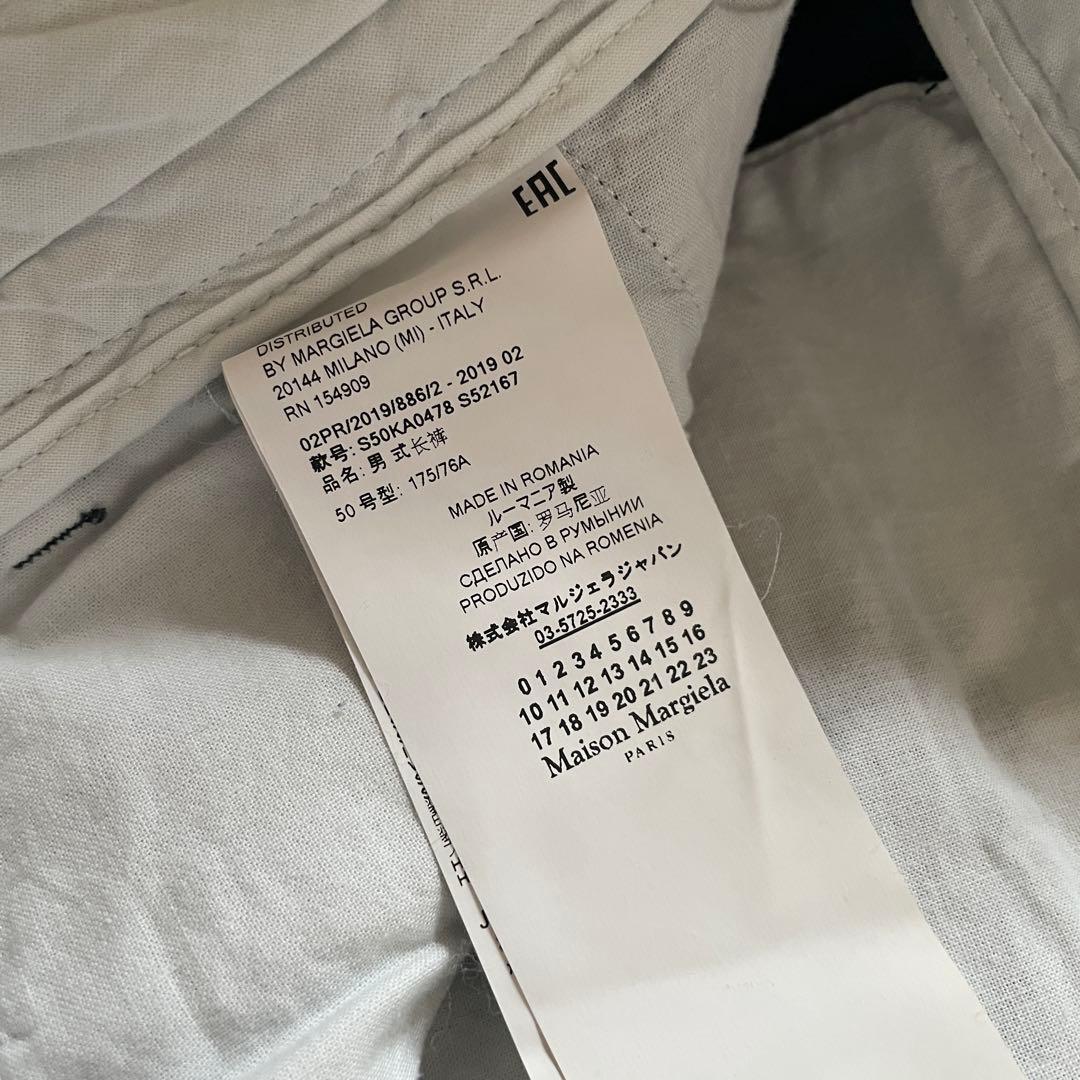 EAC
DISTRIBUTED
BY MARGIELA GROUP S.R.L.
20144 MILANO (MI) - ITALY
RN 154909
02PR/2019/886/2 - 2019 02
款号: S50KA0478 S52167
品名: 男 式长裤
50 号型: 175/76A
MADE IN ROMANIA
ルーマニア製
原产国: 罗马尼亚
СДЕЛАНО В РУМЫНИИ
PRODUZIDO NA ROMENIA
株式会社マルジェラジャパン
03-5725-2333
0 1 2 3 4 5 6 7 8 9
10 11 12 13 14 15 16
17 18 19 20 21 22 23
Maison Margiela
PARIS